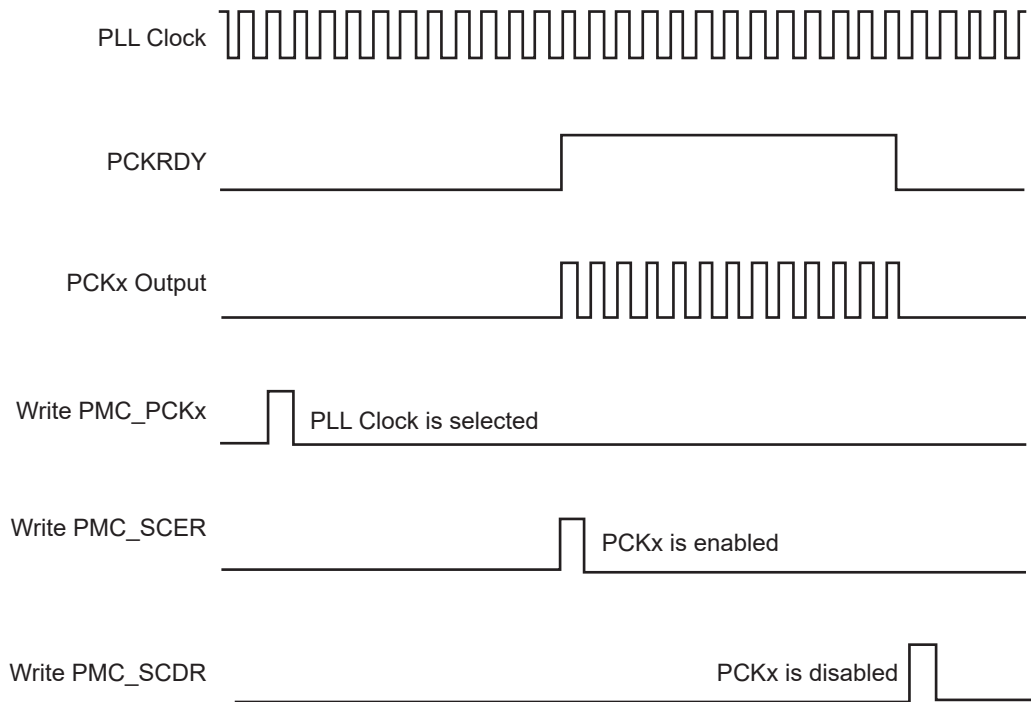 PLL Clock
PCKRDY
PCKx Output
Write PMC_PCKx
PLL Clock is selected
Write PMC_SCER
PCKx is enabled
Write PMC_SCDR
PCKx is disabled